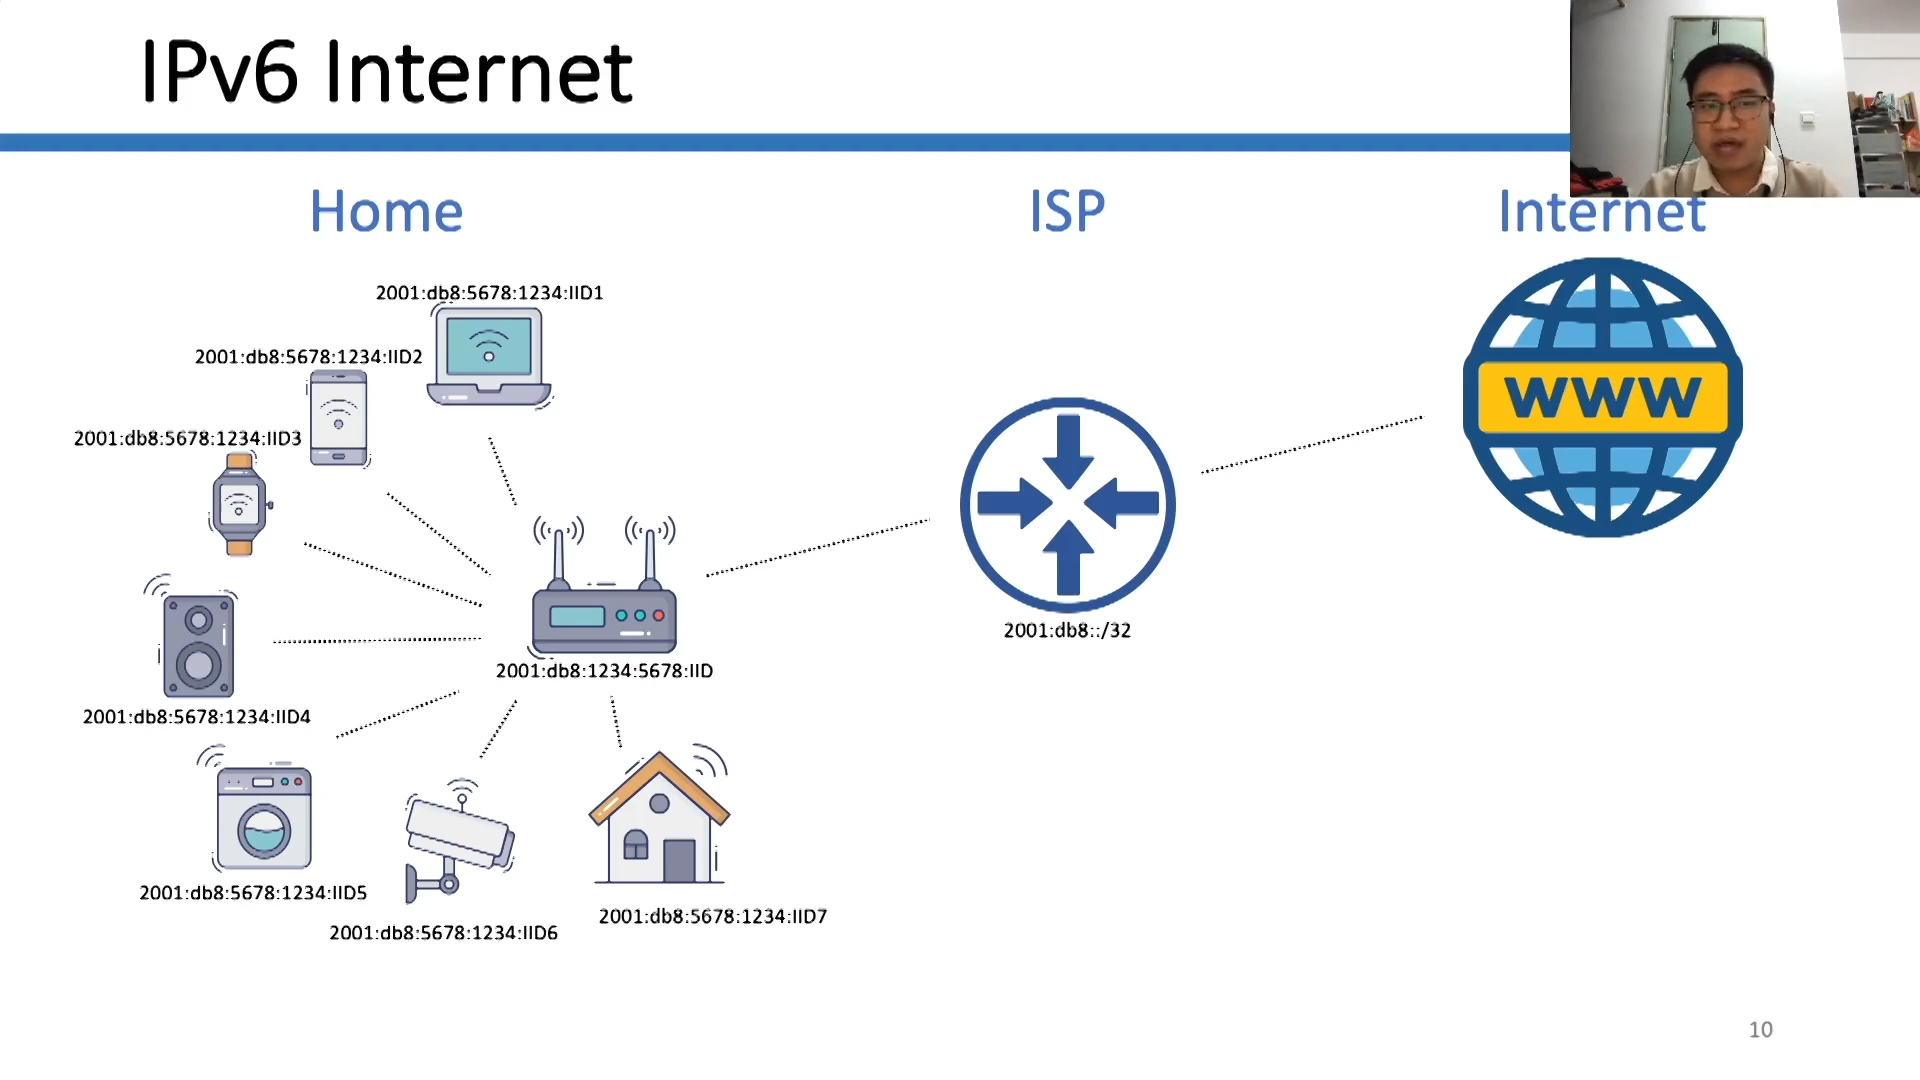 IPv6 Internet
Home
ISP
Internet
2001:db8:5678:1234:IID1
2001:db8:5678:1234:IID2
2001:db8:5678:1234:IID3
WWW
2001:db8::/32
2001:db8:1234:5678:IID
2001:db8:5678:1234:IID4
2001:db8:5678:1234:IID5
2001:db8:5678:1234:IID7
2001:db8:5678:1234:IID6
10